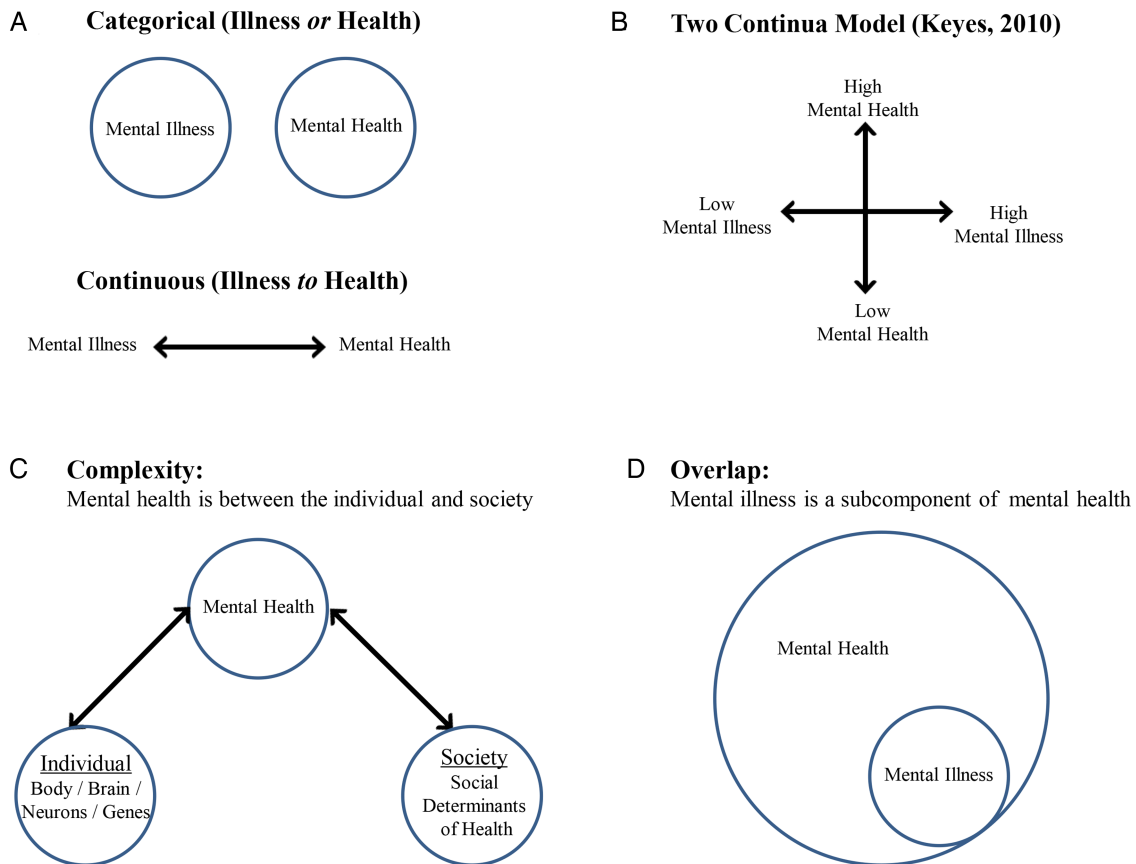 A
Categorical (Illness or Health)
Mental Illness
Mental Health
Continuous (Illness to Health)
Mental Illness
Mental Health
B
Two Continua Model (Keyes, 2010)
High
Mental Health
Low
Mental Illness
High
Mental Illness
Low
Mental Health
C
Complexity:
Mental health is between the individual and society
Mental Health
Individual
Body / Brain /
Neurons / Genes
Society
Social
Determinants
of Health
D
Overlap:
Mental illness is a subcomponent of mental health
Mental Health
Mental Illness